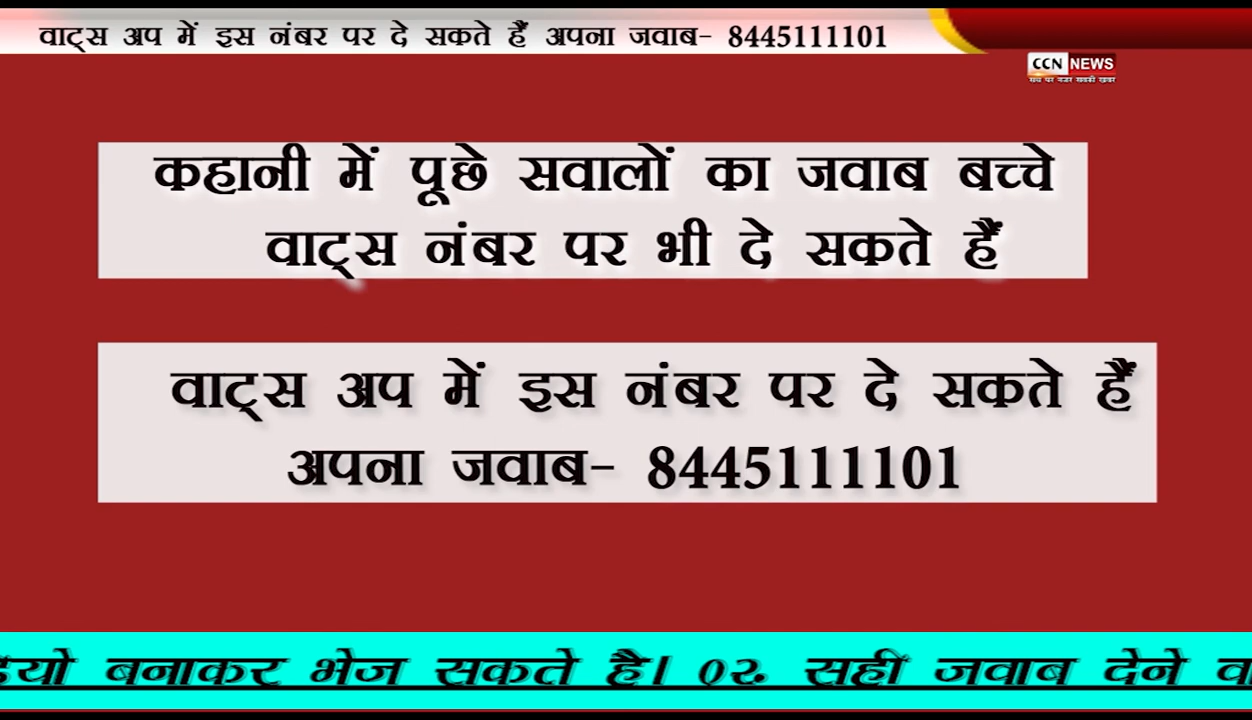 वाट्स अप में इस नंबर पर दे सकते हैं अपना जवाब- 8445111101
CCN NEWS
कहानी में पूछे सवालों का जवाब बच्चे
वाट्स नंबर पर भी दे सकते हैं
वाट्स अप में इस नंबर पर दे सकते हैं
अपना जवाब- 8445111101
बनाकर भेज सकते है। ०२. सहीं जवाब देने